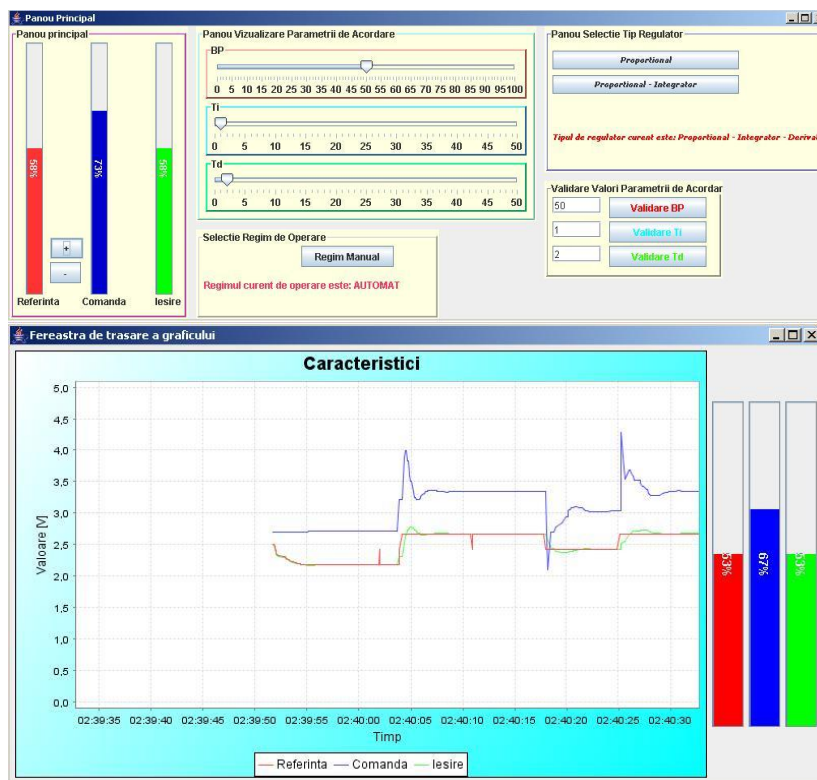 Panou Principal
Panou principal
58%
73%
58%
+
-
Referinta Comanda Iesire
Panou Vizualizare Parametrii de Acordare
BP
0 5 10 15 20 25 30 35 40 45 50 55 60 65 70 75 80 85 90 95 100
Ti
0 5 10 15 20 25 30 35 40 45 50
Td
0 5 10 15 20 25 30 35 40 45 50
Selectie Regim de Operare
Regim Manual
Regimul curent de operare este: AUTOMAT
Panou Selectie Tip Regulator
Proportional
Proportional - Integrator
Tipul de regulator curent este: Proportional - Integrator -
Validare Valori Parametrii de Acordar
50 Validare BP
1 Validare Ti
2 Validare Td
Fereastra de trasare a graficului
Caracteristici
Valoare [V]
5,0
4,5
4,0
3,5
3,0
2,5
2,0
1,5
1,0
0,5
0,0
02:39:35 02:39:40 02:39:45 02:39:50 02:39:55 02:40:00 02:40:05 02:40:10 02:40:15 02:40:20 02:40:25 02:40:30
Timp
Referinta Comanda Iesire
53%
67%
53%